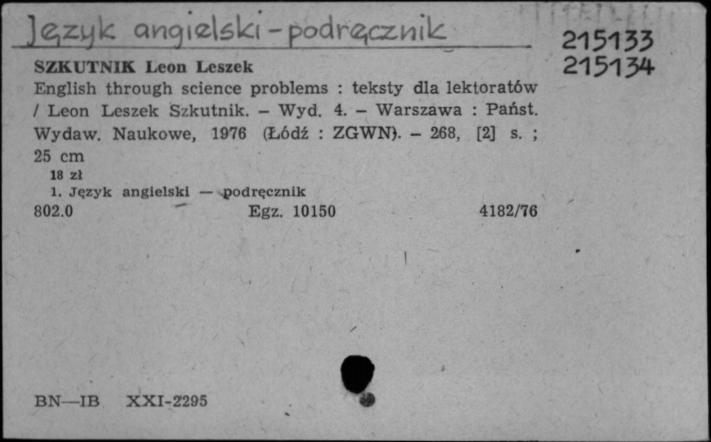 Język angielski - podręcznik
215133
215134
SZKUTNIK Leon Leszek
English through science problems : teksty dla lektoratów
/ Leon Leszek Szkutnik. — Wyd. 4. — Warszawa : Państ.
Wydaw. Naukowe, 1976 (Łódź : ZGWN). — 268, [2] s. ;
25 cm
18 zł
1. Język angielski — podręcznik
802.0 Egz. 10150 4182/76
BN—IB XXI-2295